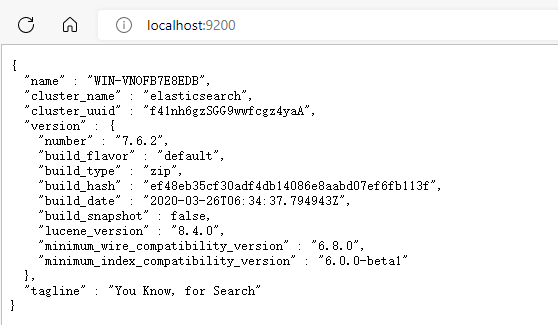 localhost:9200
{
"name" : "WIN-VNOFB7E8EDB",
"cluster_name" : "elasticsearch",
"cluster_uuid" : "f41nh6gzSGG9wwfcgz4yaA",
"version" : {
"number" : "7.6.2",
"build_flavor" : "default",
"build_type" : "zip",
"build_hash" : "ef48eb35cf30adf4db14086e8aabd07ef6fb113f",
"build_date" : "2020-03-26T06:34:37.794943Z",
"build_snapshot" : false,
"lucene_version" : "8.4.0",
"minimum_wire_compatibility_version" : "6.8.0",
"minimum_index_compatibility_version" : "6.0.0-beta1"
},
"tagline" : "You Know, for Search"
}